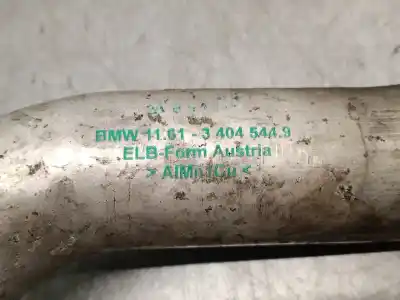 BMW 11.61 - 3 404 544.9
ELB-Form Austria
> AlMn1Cu <